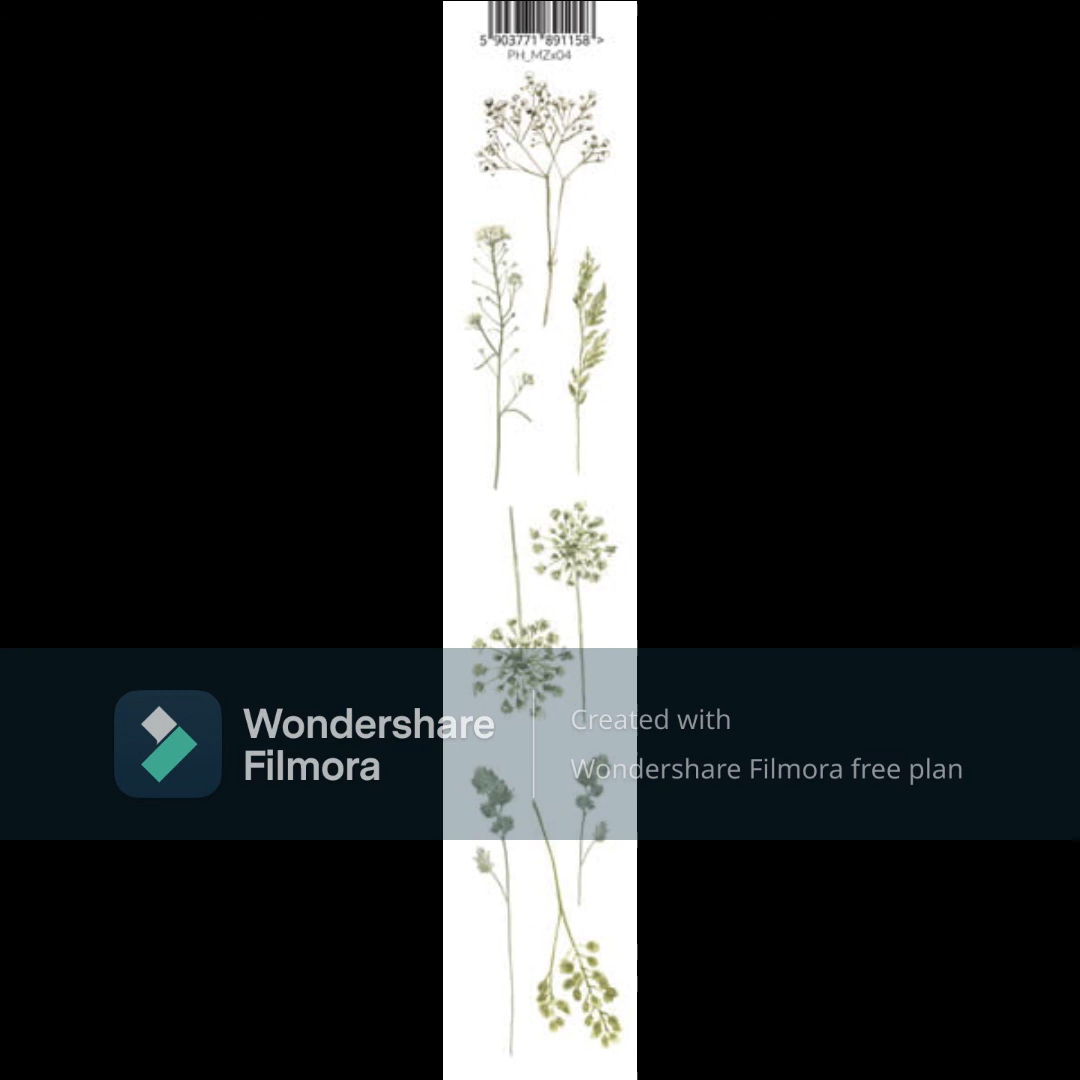 5 903771 891158 >
PH_MZx04
Wondershare
Filmora
Created with
Wondershare Filmora free plan